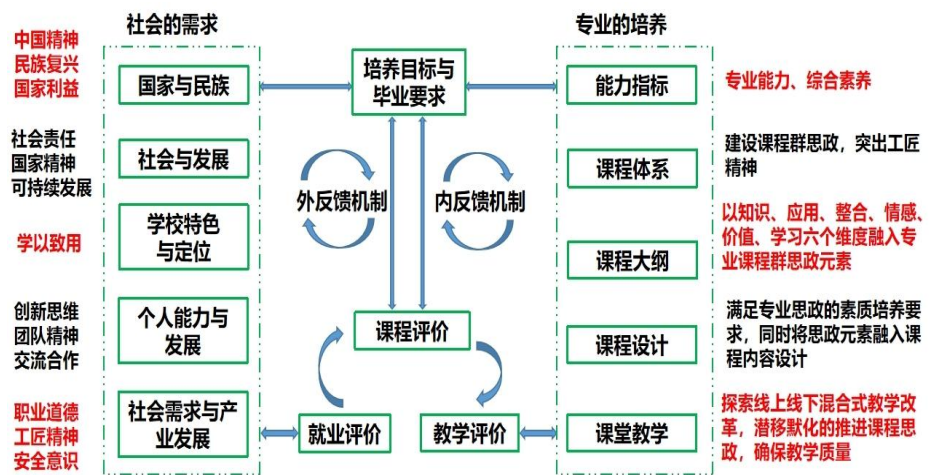 社会的需求
专业的培养
中国精神
民族复兴
国家利益
国家与民族
培养目标与
毕业要求
能力指标
专业能力、综合素养
社会责任
国家精神
可持续发展
社会与发展
课程体系
建设课程群思政，突出工匠
精神
外反馈机制
内反馈机制
学以致用
学校特色
与定位
课程大纲
以知识、应用、整合、情感、
价值、学习六个维度融入专
业课程群思政元素
创新思维
团队精神
交流合作
个人能力与
发展
课程评价
课程设计
满足专业思政的素质培养要
求，同时将思政元素融入课
程内容设计
职业道德
工匠精神
安全意识
社会需求与产
业发展
就业评价
教学评价
课堂教学
探索线上线下混合式教学改
革，潜移默化的推进课程思
政，确保教学质量